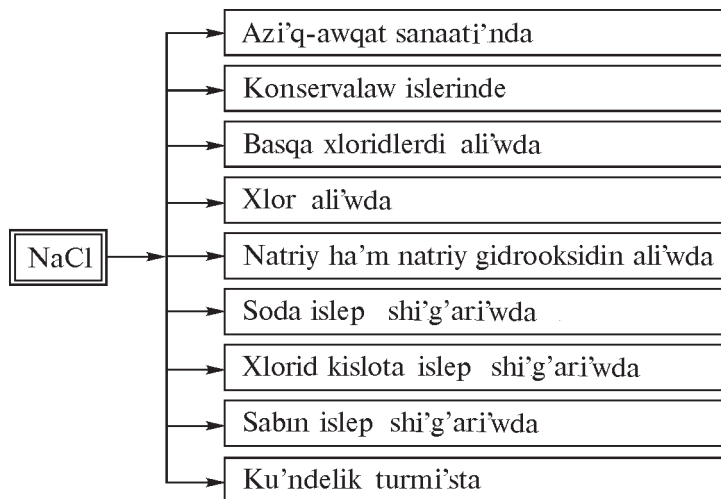 Azi’q-awqat sanaati’nda
Konservalaw islerinde
Basqa xloridlerdi ali’wda
Xlor ali’wda
NaCl
Natriy ha’m natriy gidrooksidin ali’wda
Soda islep shi’g’ari’wda
Xlorid kislota islep shi’g’ari’wda
Sabın islep shi’g’ari’wda
Ku’ndelik turmi’sta